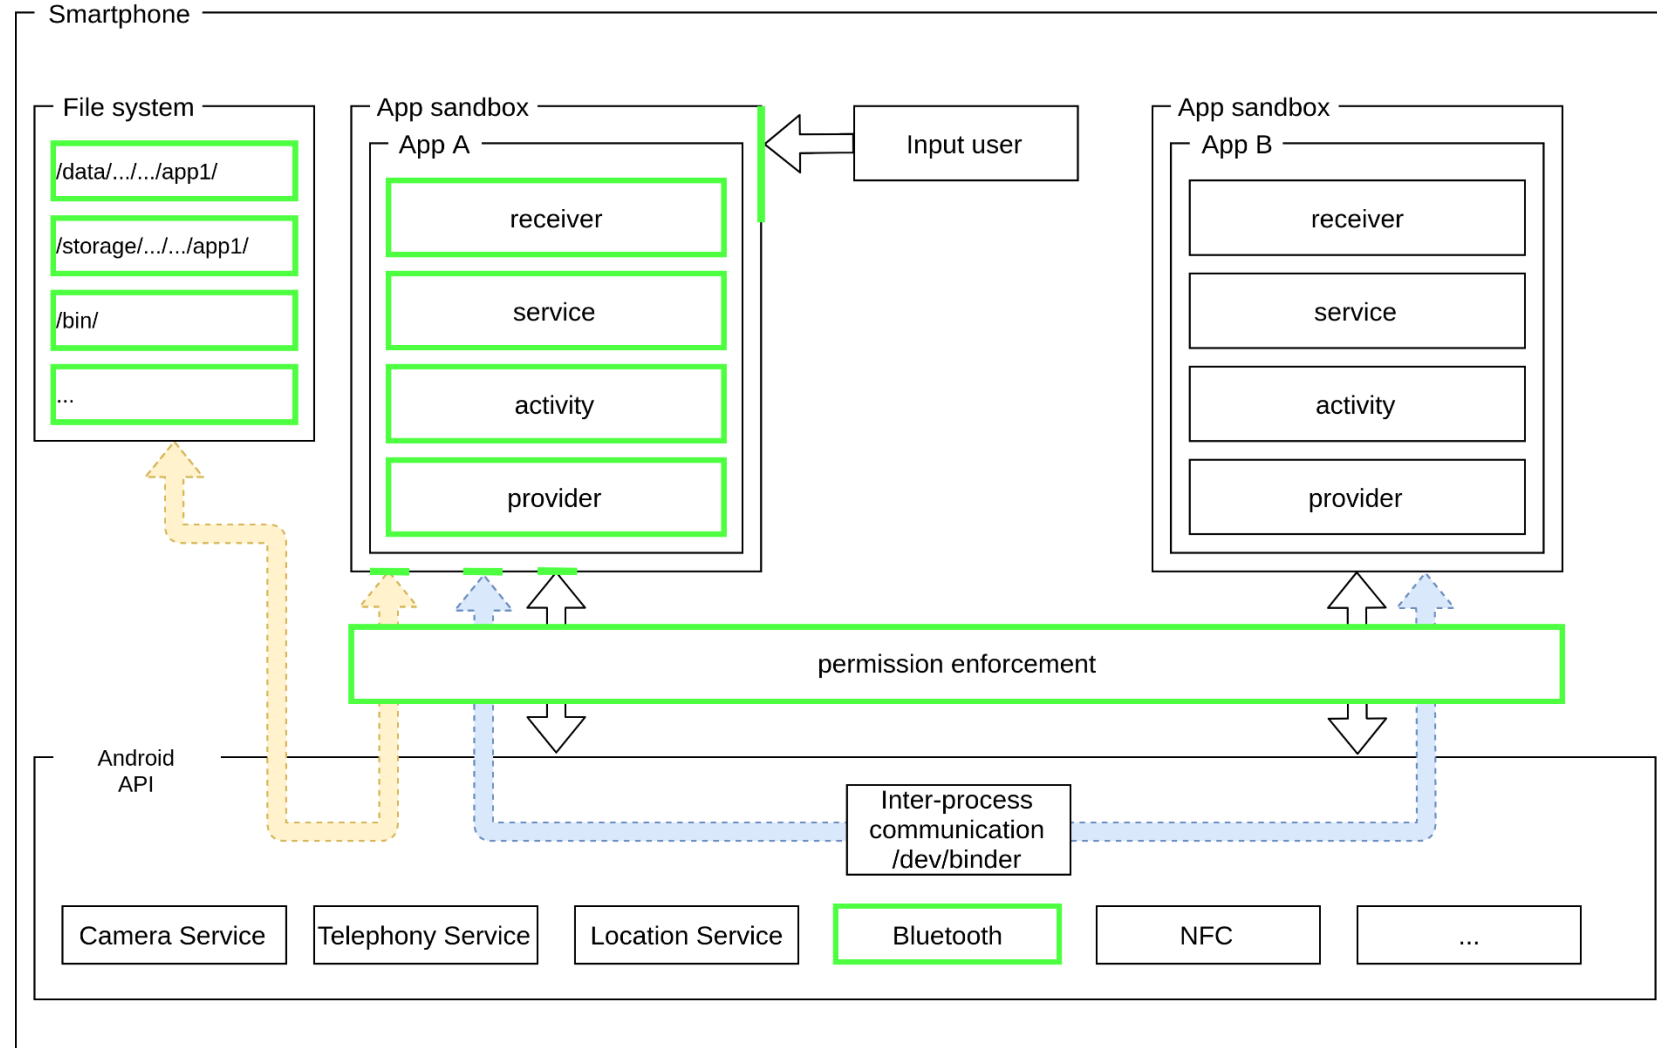 Smartphone
File system
/data/.../.../app1/
/storage/.../.../app1/
/bin/
...
App sandbox
App A
receiver
service
activity
provider
Input user
App sandbox
App B
receiver
service
activity
provider
permission enforcement
Android
API
Inter-process
communication
/dev/binder
Camera Service
Telephony Service
Location Service
Bluetooth
NFC
...